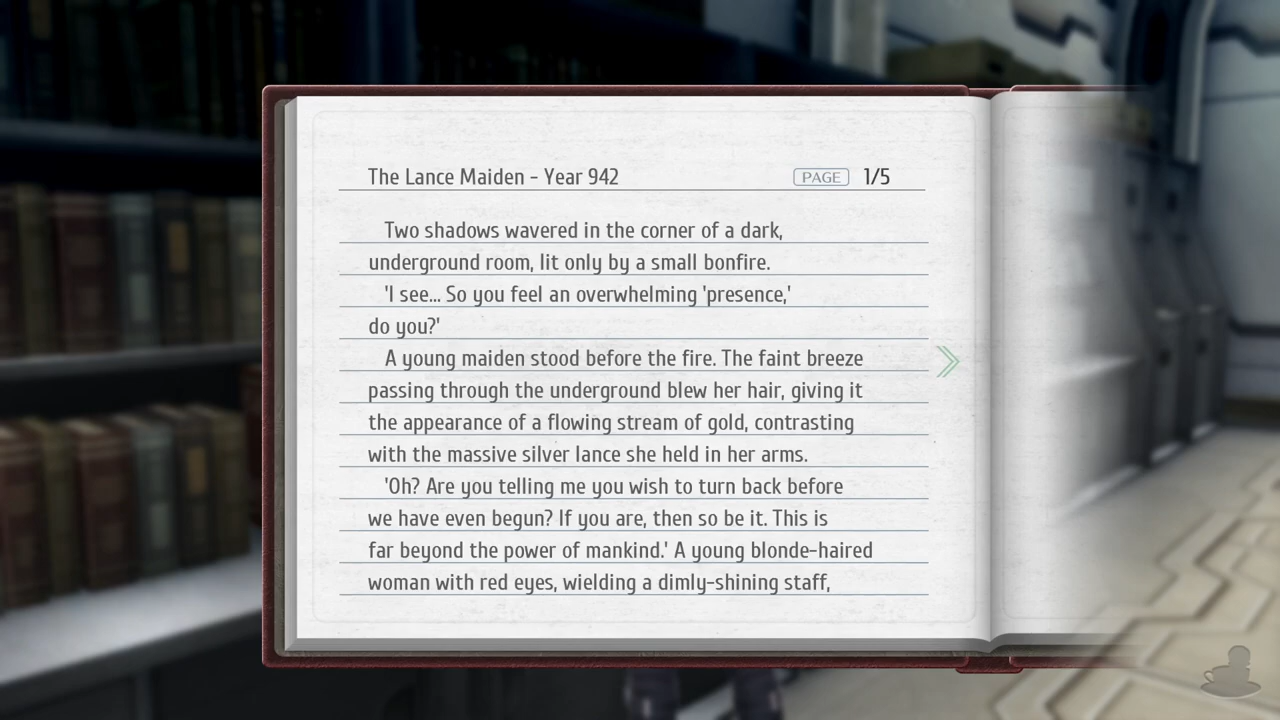 The Lance Maiden - Year 942
PAGE 1/5
Two shadows wavered in the corner of a dark,
underground room, lit only by a small bonfire.
'I see... So you feel an overwhelming 'presence,'
do you?'
A young maiden stood before the fire. The faint breeze
passing through the underground blew her hair, giving it
the appearance of a flowing stream of gold, contrasting
with the massive silver lance she held in her arms.
'Oh? Are you telling me you wish to turn back before
we have even begun? If you are, then so be it. This is
far beyond the power of mankind.' A young blonde-haired
woman with red eyes, wielding a dimly-shining staff,